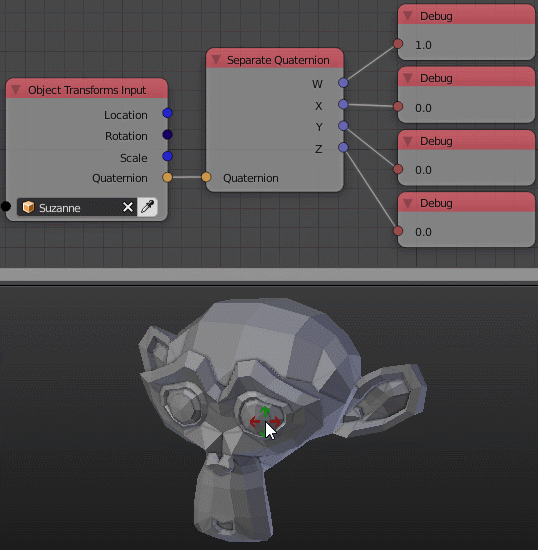 Object Transforms Input
Location
Rotation
Scale
Quaternion
Suzanne
Separate Quaternion
W
X
Y
Z
Quaternion
Debug
1.0
Debug
0.0
Debug
0.0
Debug
0.0